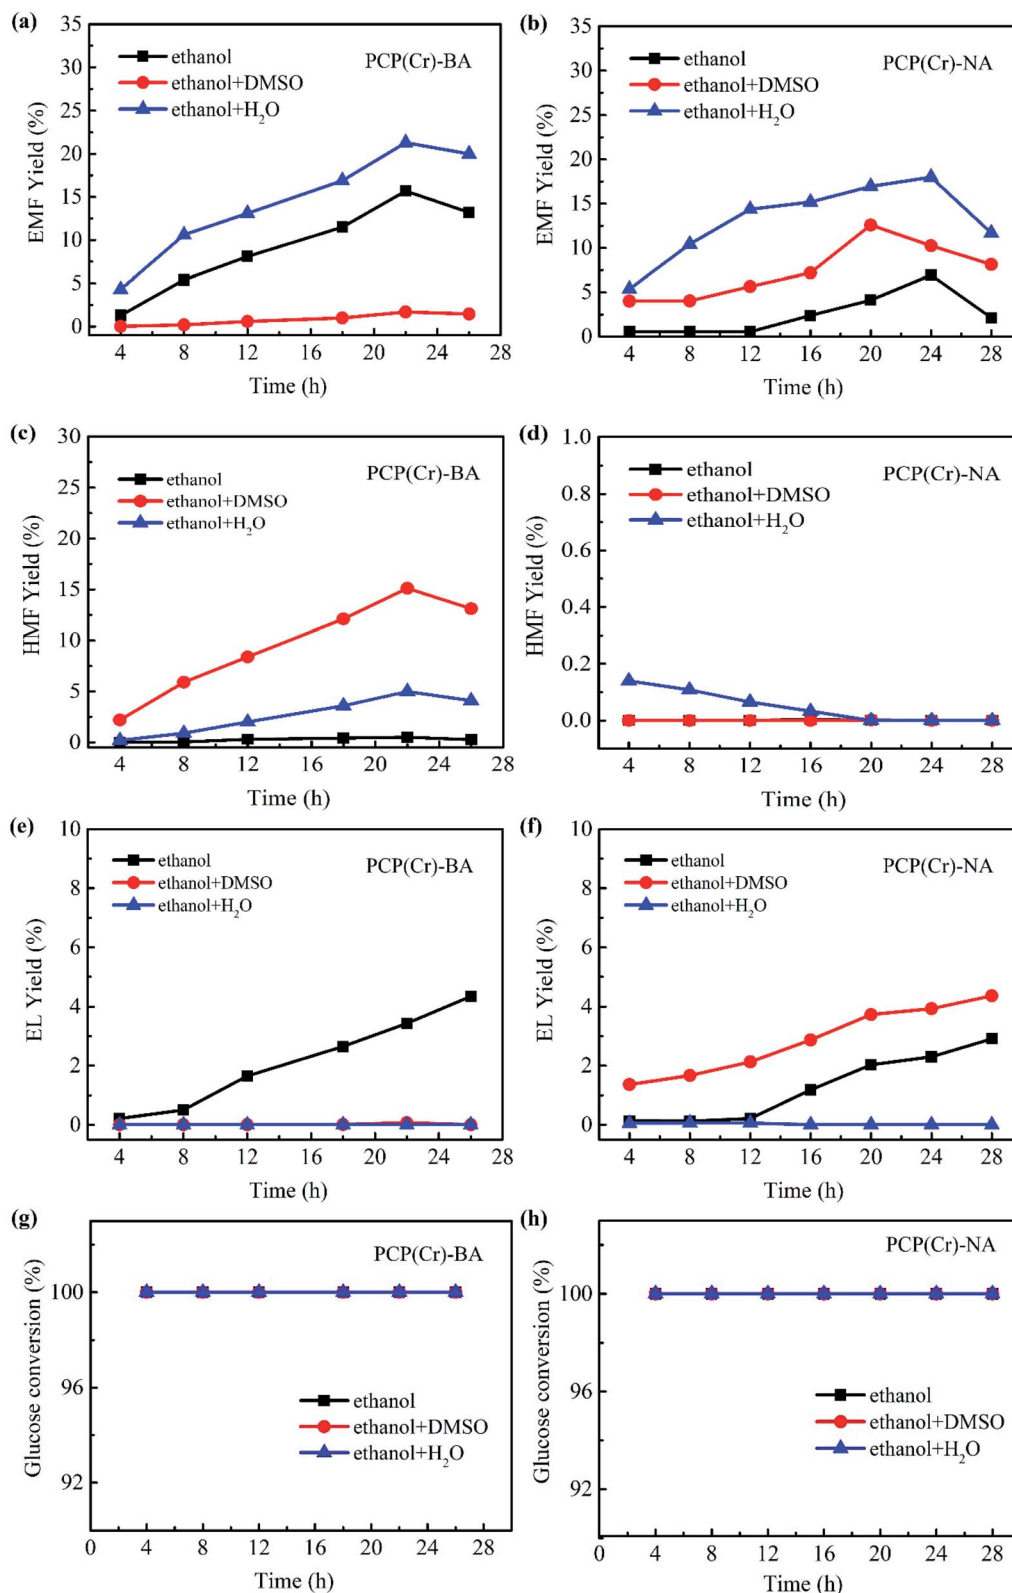 (a)
35
30
25
20
15
10
5
0
EMF Yield (%)
ethanol
ethanol+DMSO
ethanol+H₂O
PCP(Cr)-BA
4 8 12 16 20 24 28
Time (h)
(b)
35
30
25
20
15
10
5
0
EMF Yield (%)
ethanol
ethanol+DMSO
ethanol+H₂O
PCP(Cr)-NA
4 8 12 16 20 24 28
Time (h)
(c)
30
25
20
15
10
5
0
HMF Yield (%)
ethanol
ethanol+DMSO
ethanol+H₂O
PCP(Cr)-BA
4 8 12 16 20 24 28
Time (h)
(d)
1.0
0.8
0.6
0.4
0.2
0.0
HMF Yield (%)
ethanol
ethanol+DMSO
ethanol+H₂O
PCP(Cr)-NA
4 8 12 16 20 24 28
Time (h)
(e)
10
8
6
4
2
0
EL Yield (%)
ethanol
ethanol+DMSO
ethanol+H₂O
PCP(Cr)-BA
4 8 12 16 20 24 28
Time (h)
(f)
10
8
6
4
2
0
EL Yield (%)
ethanol
ethanol+DMSO
ethanol+H₂O
PCP(Cr)-NA
4 8 12 16 20 24 28
Time (h)
(g)
100
96
92
Glucose conversion (%)
PCP(Cr)-BA
ethanol
ethanol+DMSO
ethanol+H₂O
0 4 8 12 16 20 24 28
Time (h)
(h)
100
96
92
Glucose conversion (%)
PCP(Cr)-NA
ethanol
ethanol+DMSO
ethanol+H₂O
0 4 8 12 16 20 24 28
Time (h)